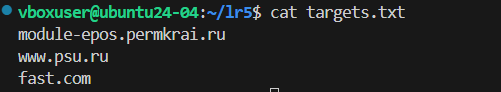 vboxuser@ubuntu24-04:~/lr5$ cat targets.txt
module-epos.permkrai.ru
www.psu.ru
fast.com